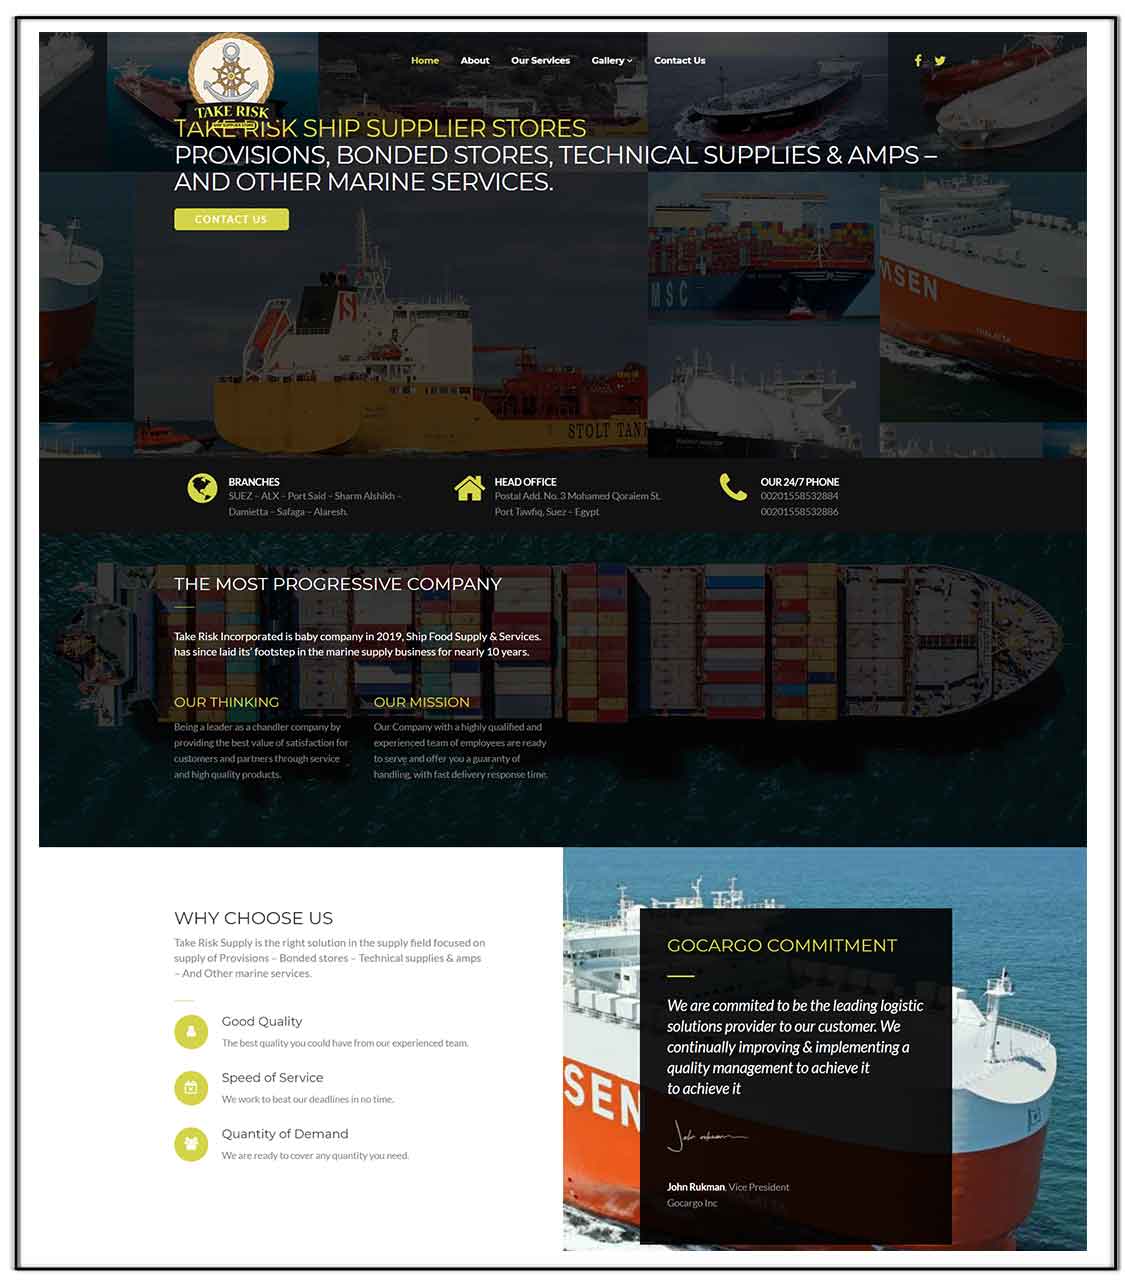 Home About Our Services Gallery Contact Us
TAKE RISK
TAKE RISK SHIP SUPPLIER STORES
PROVISIONS, BONDED STORES, TECHNICAL SUPPLIES & AMPS –
AND OTHER MARINE SERVICES.
CONTACT US
MSC
MSEN
THALATTA
STOLT TANK
BRANCHES
SUEZ – ALX – Port Said – Sharm Alshikh –
Damietta – Safaga – Alaresh.
HEAD OFFICE
Postal Add. No. 3 Mohamed Qoraiem St.
Port Tawfiq, Suez – Egypt
OUR 24/7 PHONE
00201558532884
00201558532886
THE MOST PROGRESSIVE COMPANY
Take Risk Incorporated is baby company in 2019, Ship Food Supply & Services.
has since laid its' footstep in the marine supply business for nearly 10 years.
OUR THINKING
Being a leader as a chandler company by
providing the best value of satisfaction for
customers and partners through service
and high quality products.
OUR MISSION
Our Company with a highly qualified and
experienced team of employees are ready
to serve and offer you a guaranty of
handling, with fast delivery response time.
WHY CHOOSE US
Take Risk Supply is the right solution in the supply field focused on
supply of Provisions – Bonded stores – Technical supplies & amps
– And Other marine services.
Good Quality
The best quality you could have from our experienced team.
Speed of Service
We work to beat our deadlines in no time.
Quantity of Demand
We are ready to cover any quantity you need.
SEN
GOCARGO COMMITMENT
We are commited to be the leading logistic
solutions provider to our customer. We
continually improving & implementing a
quality management to achieve it
to achieve it
John Rukman, Vice President
Gocargo Inc